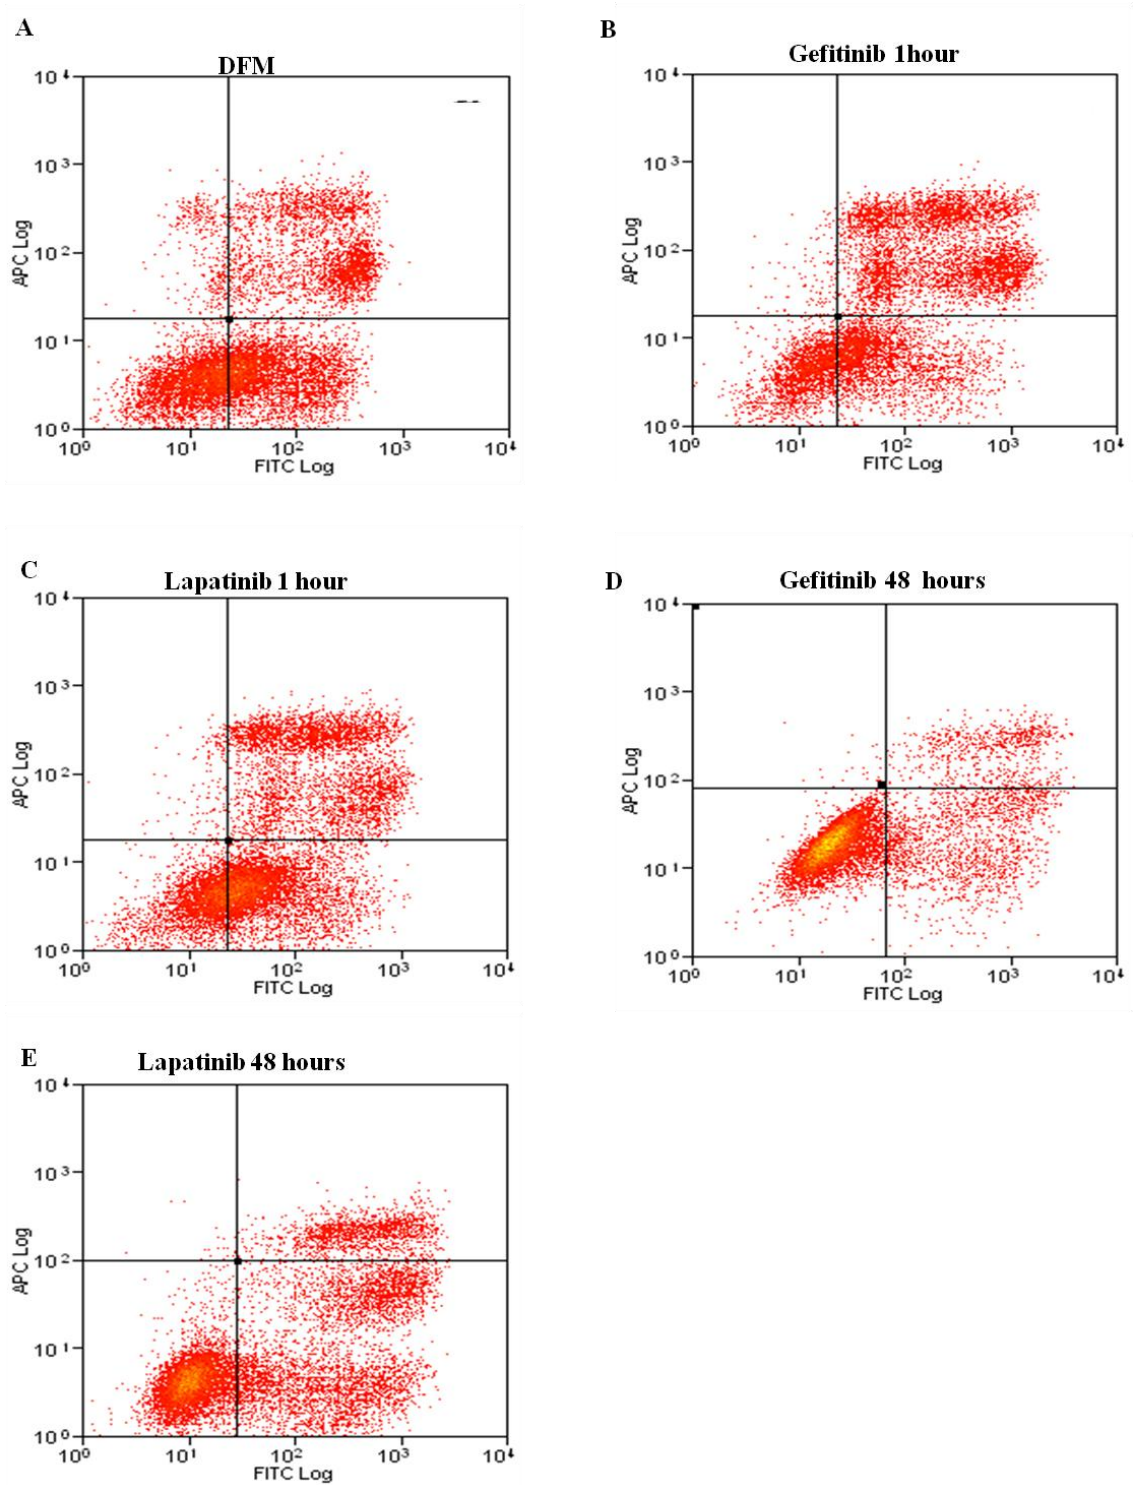 A
DFM
10⁴
10³
10²
10¹
10⁰
APC Log
10⁰ 10¹ 10² 10³ 10⁴
FITC Log
B
Gefitinib 1hour
10⁴
10³
10²
10¹
10⁰
APC Log
10⁰ 10¹ 10² 10³ 10⁴
FITC Log
C
Lapatinib 1 hour
10⁴
10³
10²
10¹
10⁰
APC Log
10⁰ 10¹ 10² 10³ 10⁴
FITC Log
D
Gefitinib 48 hours
10⁴
10³
10²
10¹
10⁰
APC Log
10⁰ 10¹ 10² 10³ 10⁴
FITC Log
E
Lapatinib 48 hours
10⁴
10³
10²
10¹
10⁰
APC Log
10⁰ 10¹ 10² 10³ 10⁴
FITC Log